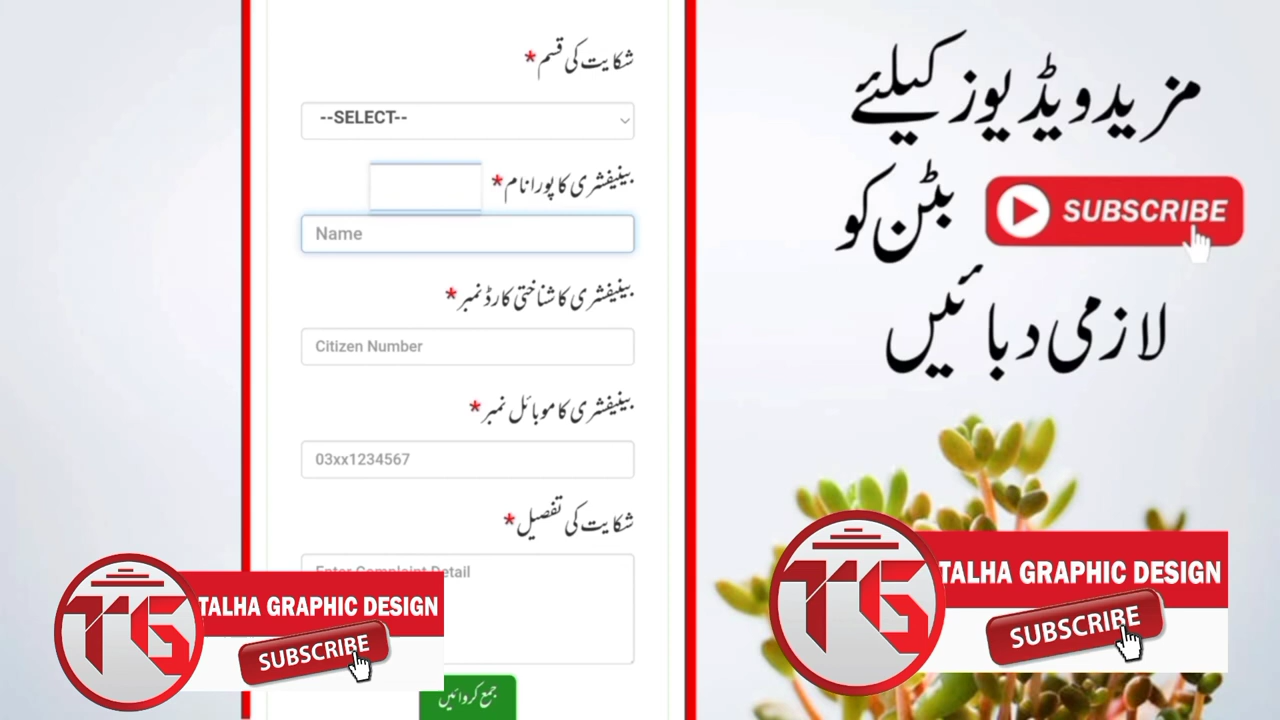 شکایت کی قسم*
--SELECT--
بینیفشری کا پورا نام*
Name
بینیفشری کا شناختی کارڈ نمبر*
Citizen Number
بینیفشری کا موبائل نمبر*
03xx1234567
شکایت کی تفصیل*
Enter Complaint Detail
جمع کروائیں
TG
TALHA GRAPHIC DESIGN
SUBSCRIBE
مزید ویڈیوز کیلئے
SUBSCRIBE بٹن کو
لازمی دبائیں
TG
TALHA GRAPHIC DESIGN
SUBSCRIBE